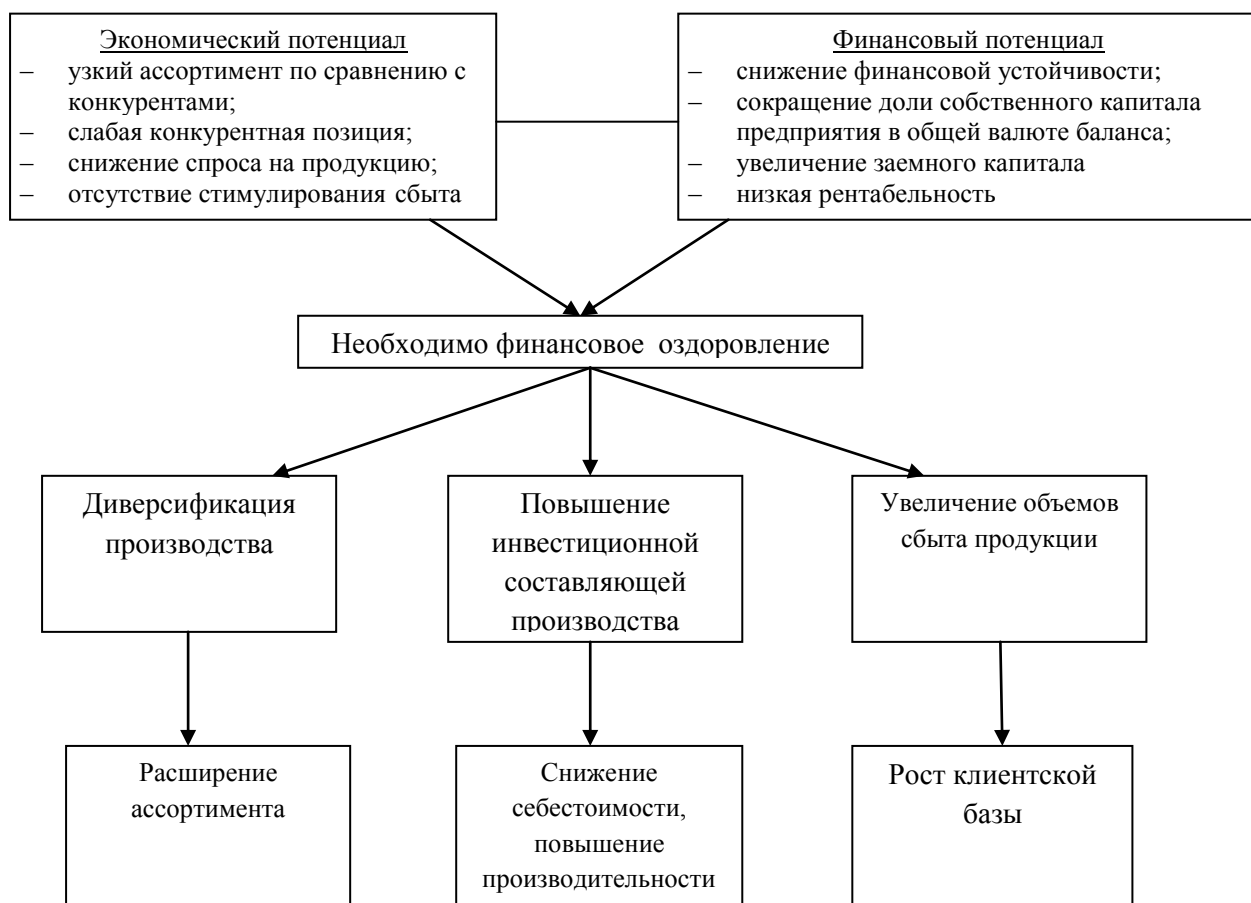 Экономический потенциал
– узкий ассортимент по сравнению с
конкурентами;
– слабая конкурентная позиция;
– снижение спроса на продукцию;
– отсутствие стимулирования сбыта
Финансовый потенциал
– снижение финансовой устойчивости;
– сокращение доли собственного капитала
предприятия в общей валюте баланса;
– увеличение заемного капитала
– низкая рентабельность
Необходимо финансовое оздоровление
Диверсификация
производства
Повышение
инвестиционной
составляющей
производства
Увеличение объемов
сбыта продукции
Расширение
ассортимента
Снижение
себестоимости,
повышение
производительности
Рост клиентской
базы